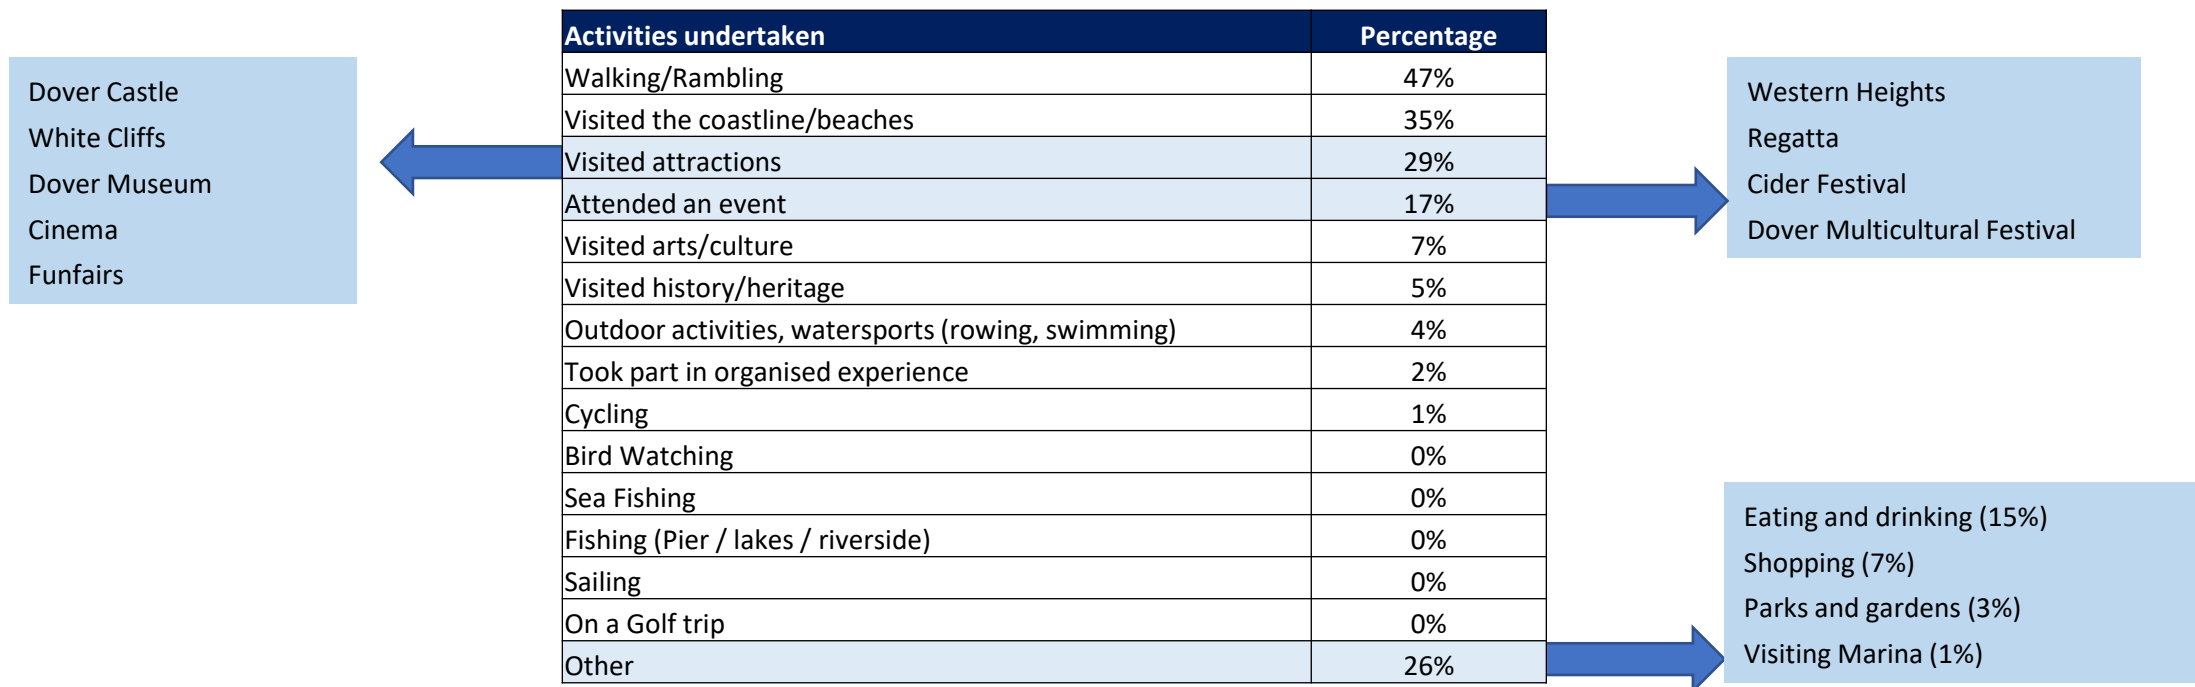 Dover Castle
White Cliffs
Dover Museum
Cinema
Funfairs
Activities undertaken Percentage
Walking/Rambling 47%
Visited the coastline/beaches 35%
Visited attractions 29%
Attended an event 17%
Visited arts/culture 7%
Visited history/heritage 5%
Outdoor activities, watersports (rowing, swimming) 4%
Took part in organised experience 2%
Cycling 1%
Bird Watching 0%
Sea Fishing 0%
Fishing (Pier / lakes / riverside) 0%
Sailing 0%
On a Golf trip 0%
Other 26%
Western Heights
Regatta
Cider Festival
Dover Multicultural Festival
Eating and drinking (15%)
Shopping (7%)
Parks and gardens (3%)
Visiting Marina (1%)